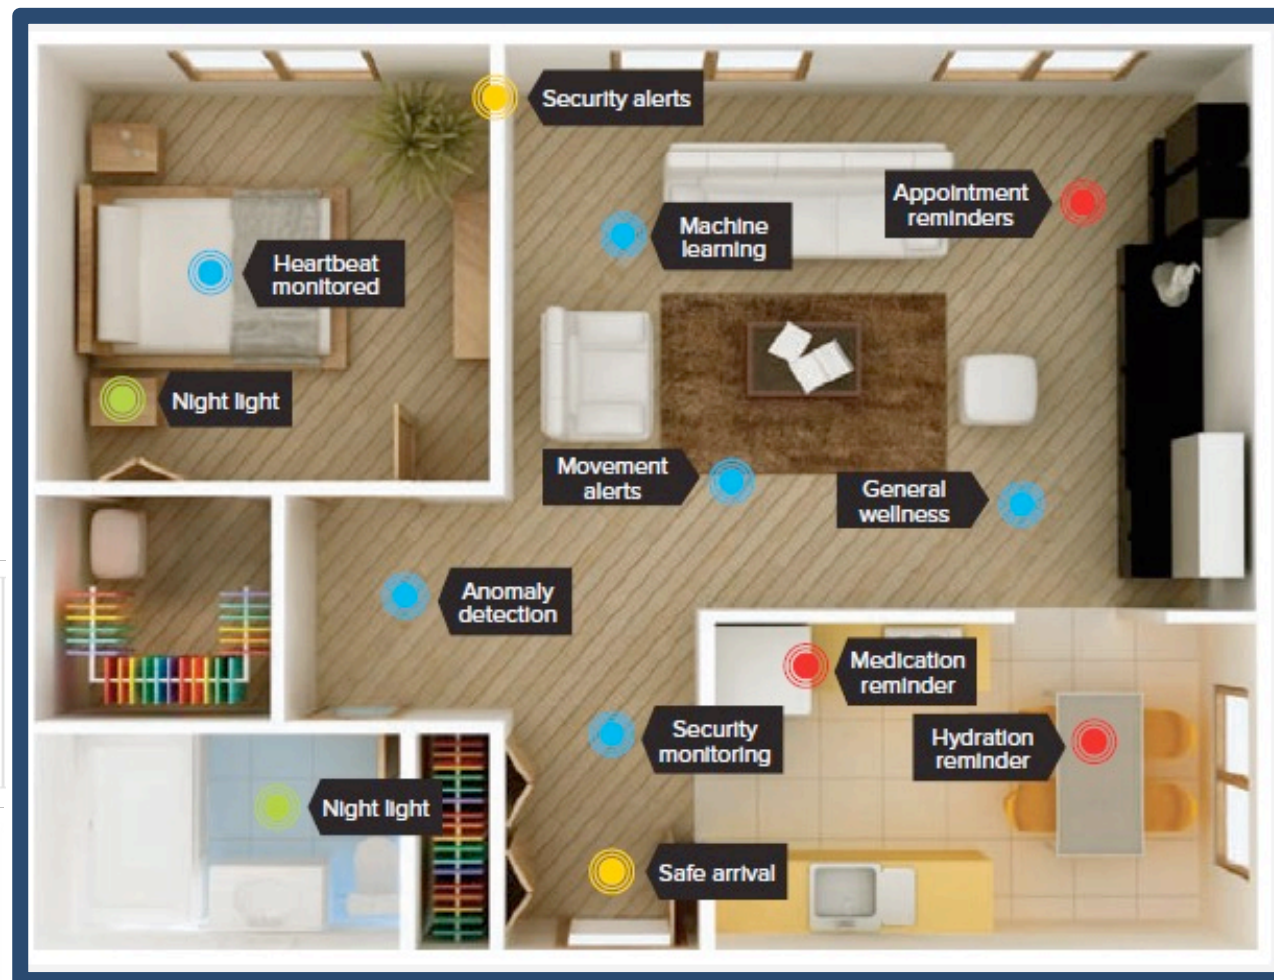 Security alerts
Appointment
reminders
Machine
learning
Heartbeat
monitored
Night light
Movement
alerts
General
wellness
Anomaly
detection
Medication
reminder
Security
monitoring
Hydration
reminder
Night light
Safe arrival